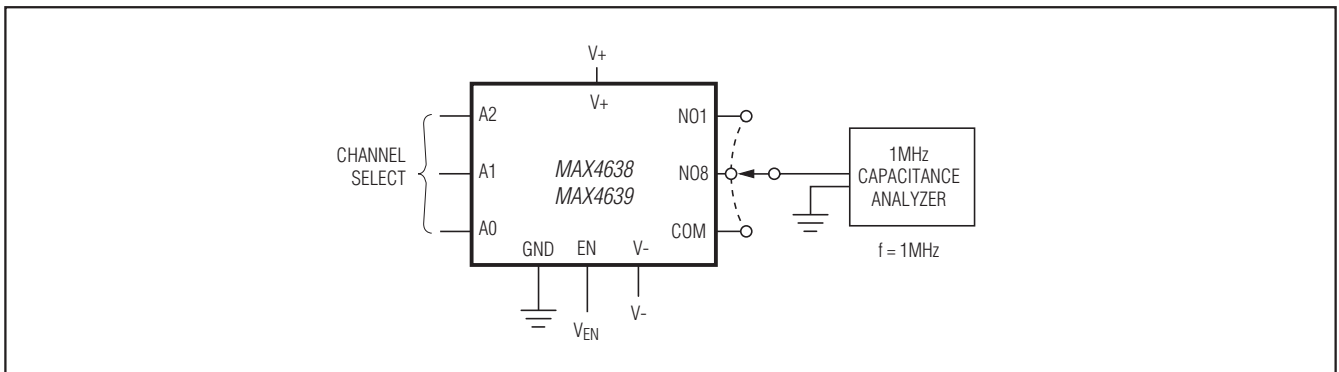 V+
V+
A2
NO1
CHANNEL
SELECT
A1
MAX4638
MAX4639
NO8
1MHz
CAPACITANCE
ANALYZER
A0
COM
GND
EN
V-
f = 1MHz
VEN
V-